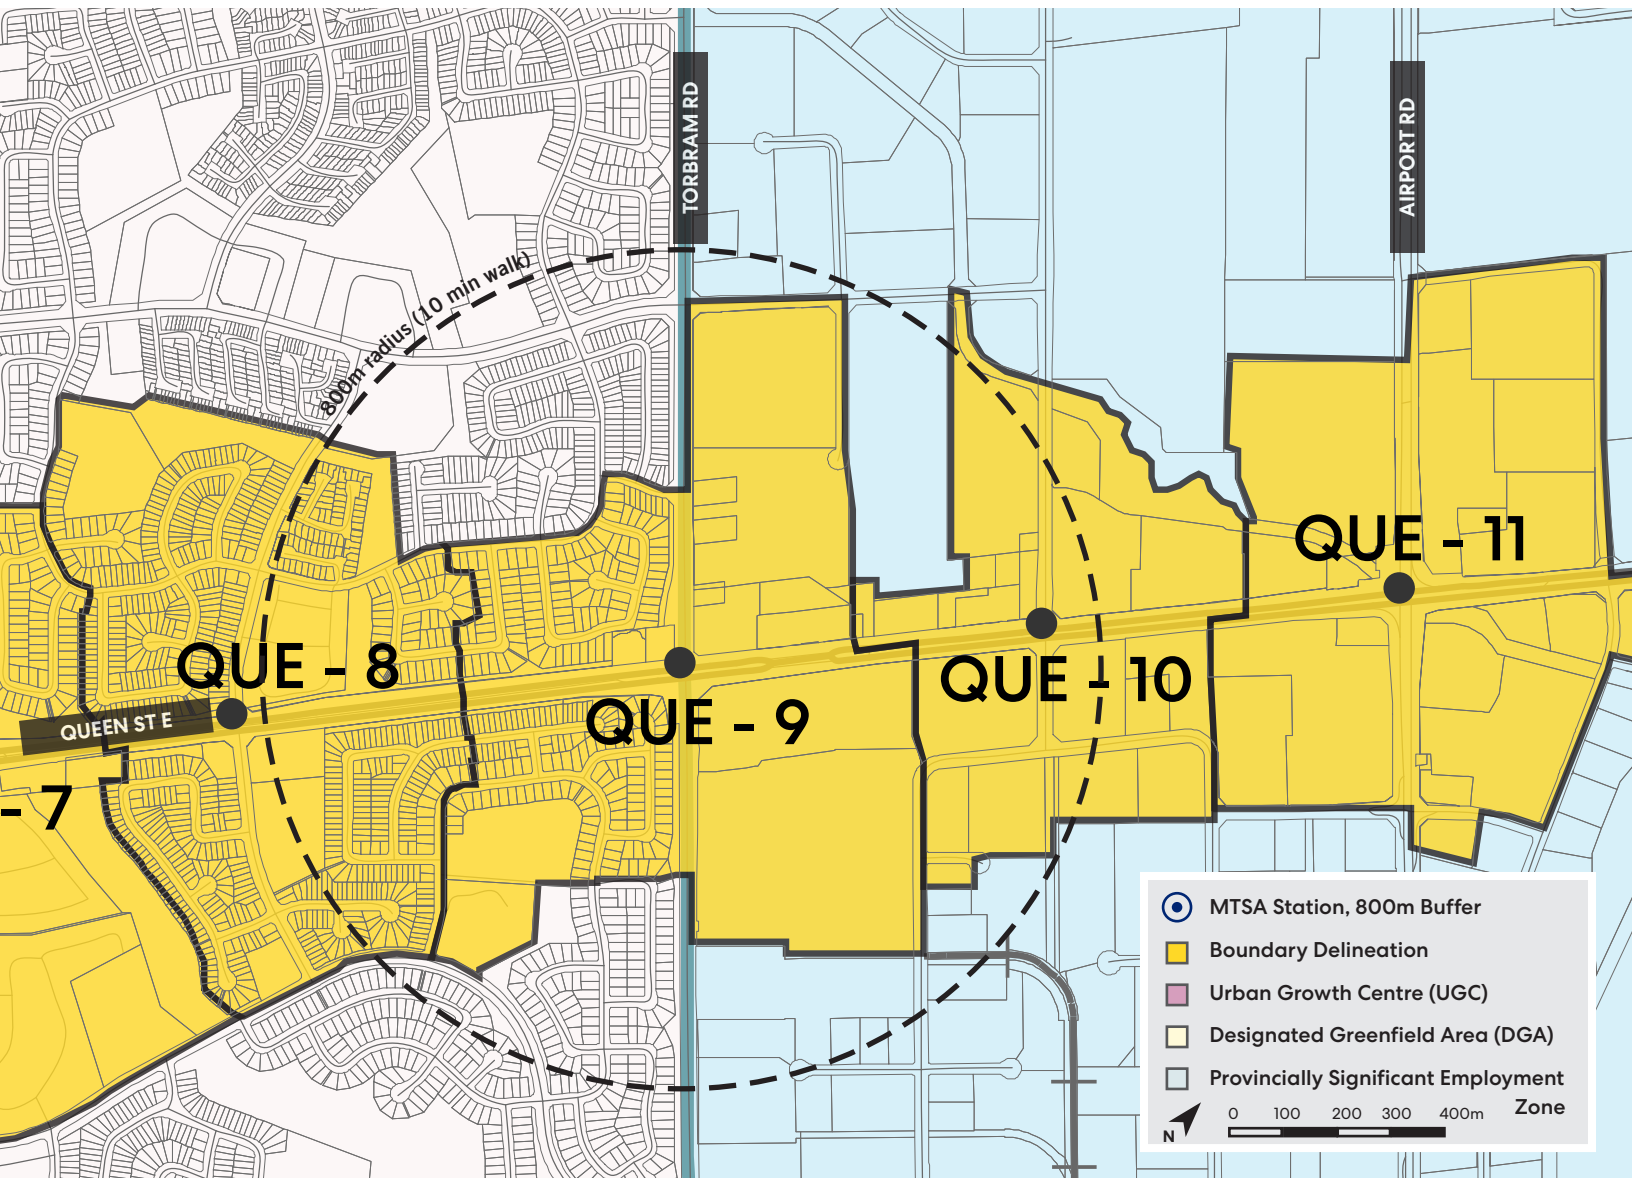 TORBRAM RD
AIRPORT RD
800m radius (10 min walk)
QUE - 11
QUE - 8
QUE - 10
QUEEN ST E
QUE - 9
- 7
MTSA Station, 800m Buffer
Boundary Delineation
Urban Growth Centre (UGC)
Designated Greenfield Area (DGA)
Provincially Significant Employment
Zone
0 100 200 300 400m
N